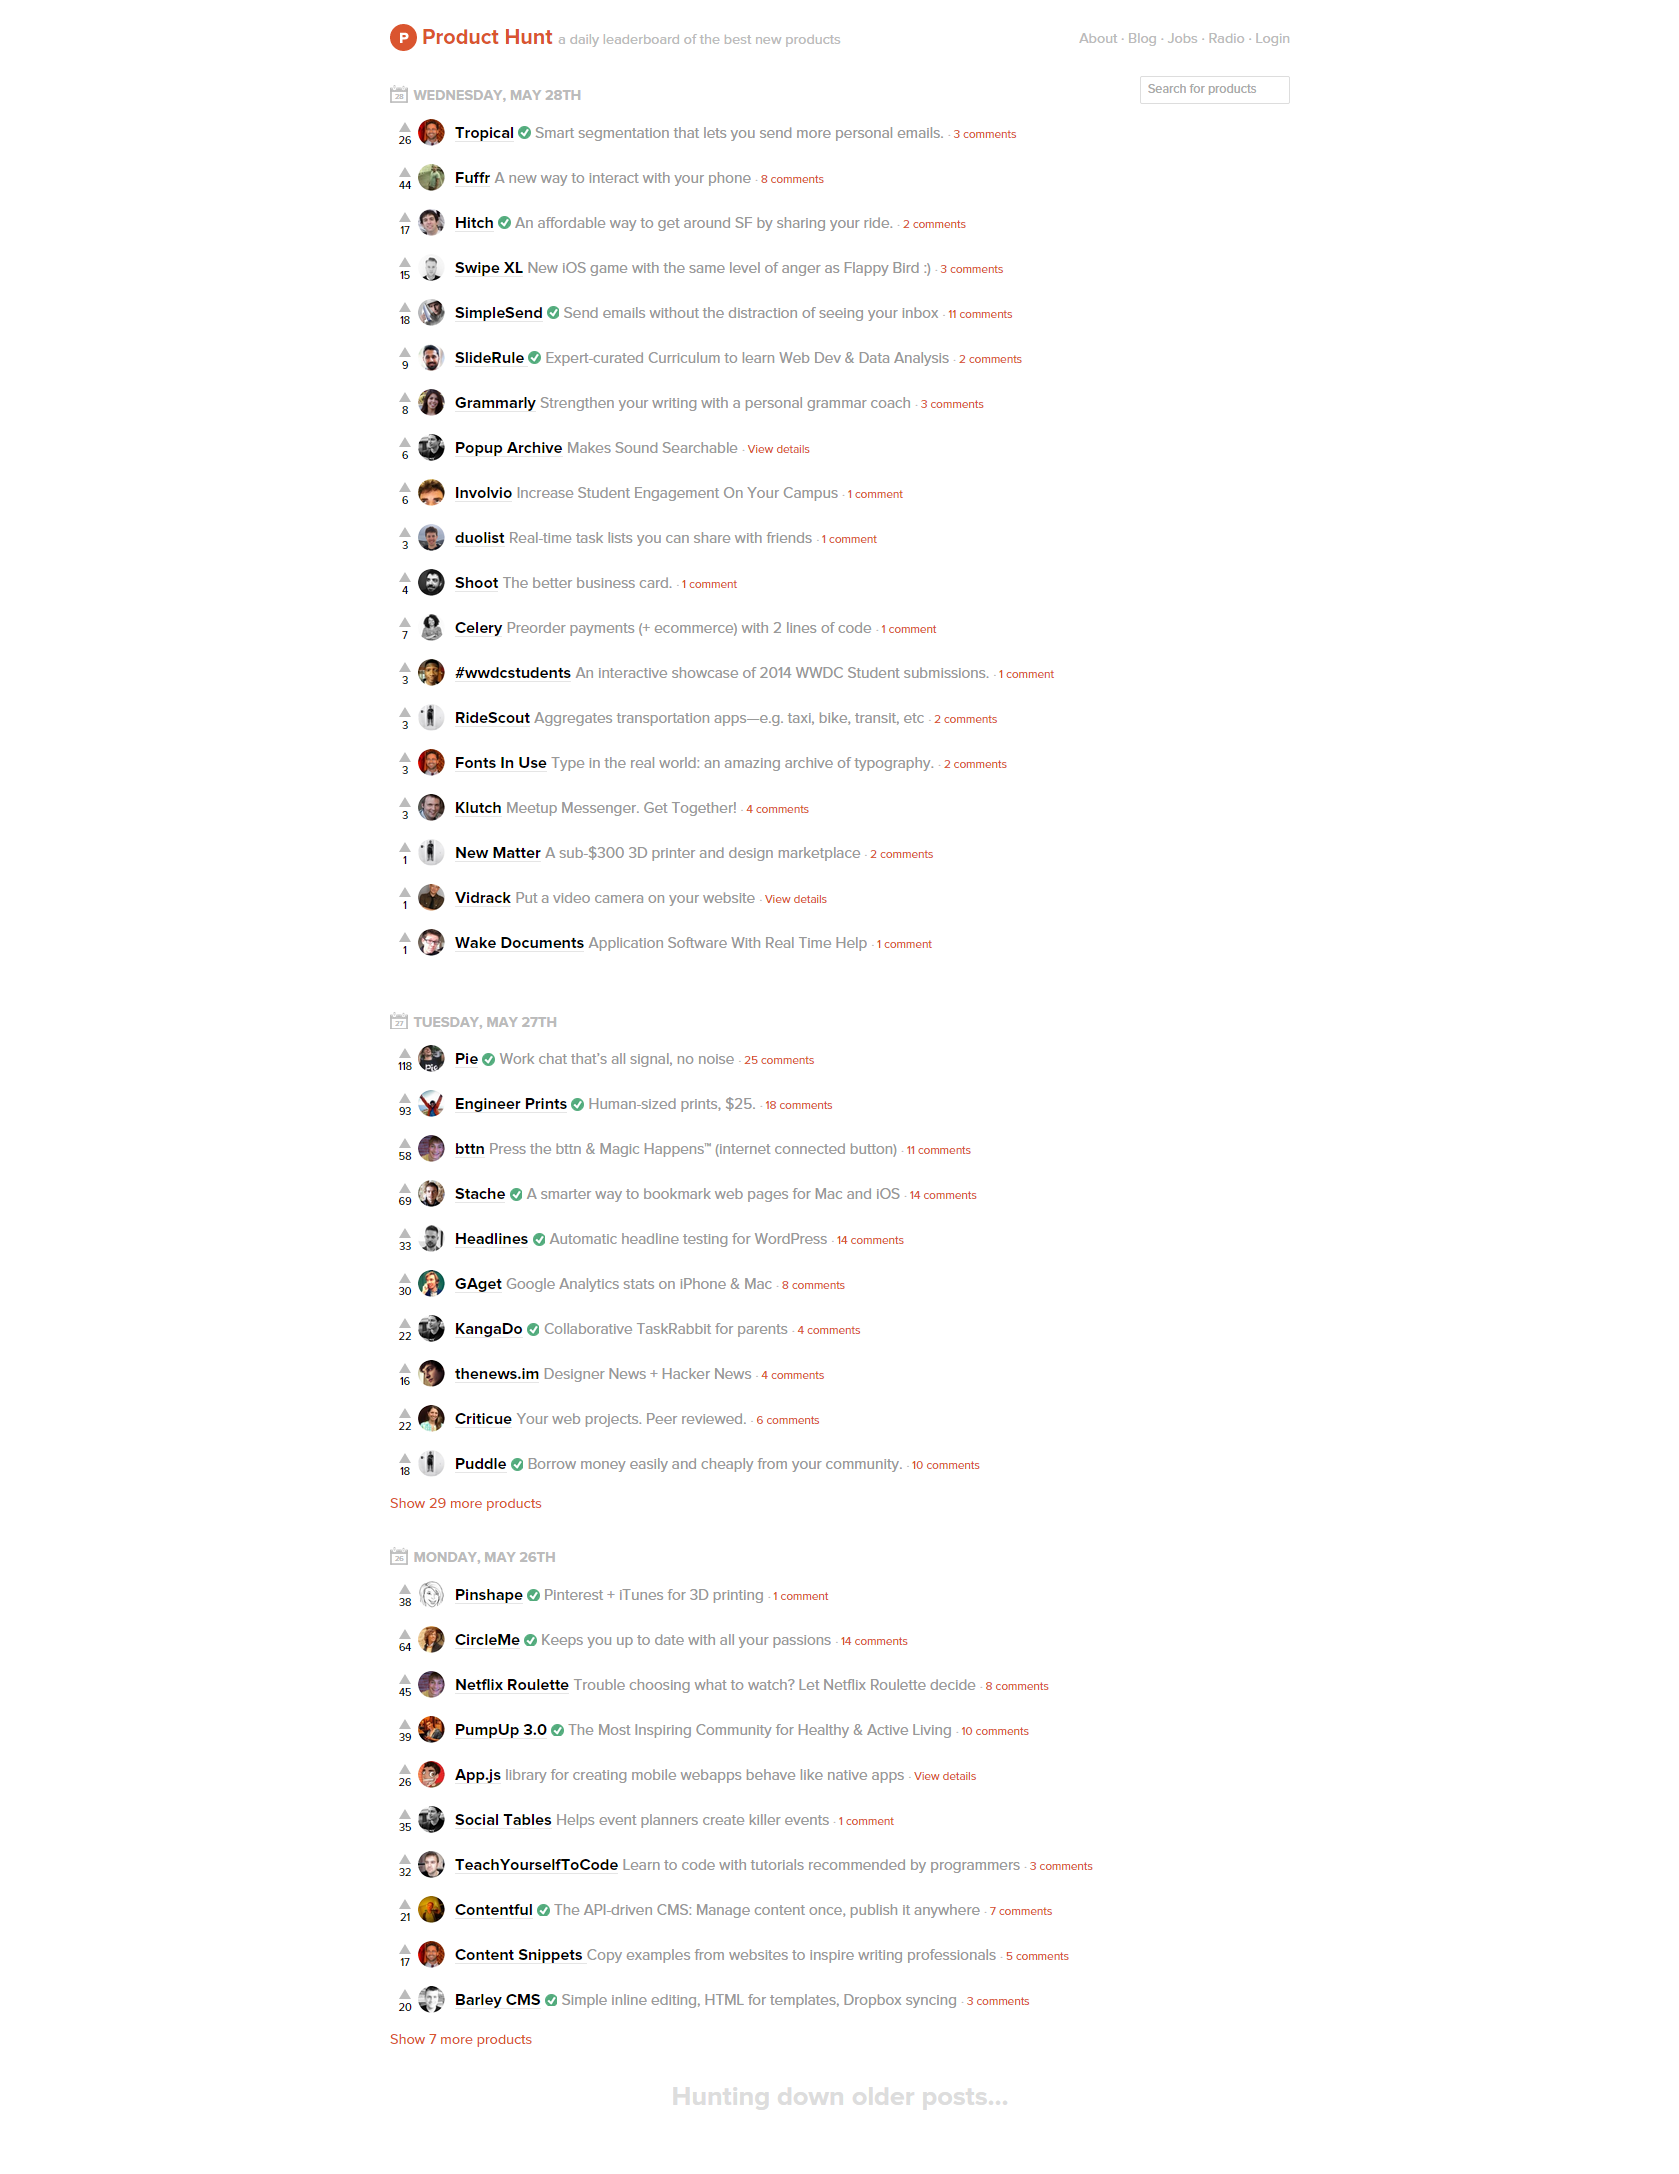 P Product Hunt a daily leaderboard of the best new products About · Blog · Jobs · Radio · Login
Search for products
28 WEDNESDAY, MAY 28TH
26 Tropical Smart segmentation that lets you send more personal emails. · 3 comments
44 Fuffr A new way to interact with your phone · 8 comments
17 Hitch An affordable way to get around SF by sharing your ride. · 2 comments
15 Swipe XL New iOS game with the same level of anger as Flappy Bird :) · 3 comments
18 SimpleSend Send emails without the distraction of seeing your inbox · 11 comments
9 SlideRule Expert-curated Curriculum to learn Web Dev & Data Analysis · 2 comments
8 Grammarly Strengthen your writing with a personal grammar coach · 3 comments
6 Popup Archive Makes Sound Searchable · View details
6 Involvio Increase Student Engagement On Your Campus · 1 comment
3 duolist Real-time task lists you can share with friends · 1 comment
4 Shoot The better business card. · 1 comment
7 Celery Preorder payments (+ ecommerce) with 2 lines of code · 1 comment
3 #wwdcstudents An interactive showcase of 2014 WWDC Student submissions. · 1 comment
3 RideScout Aggregates transportation apps—e.g. taxi, bike, transit, etc · 2 comments
3 Fonts In Use Type in the real world: an amazing archive of typography. · 2 comments
3 Klutch Meetup Messenger. Get Together! · 4 comments
1 New Matter A sub-$300 3D printer and design marketplace · 2 comments
1 Vidrack Put a video camera on your website · View details
1 Wake Documents Application Software With Real Time Help · 1 comment
27 TUESDAY, MAY 27TH
118 Pie Work chat that's all signal, no noise · 25 comments
93 Engineer Prints Human-sized prints, $25. · 18 comments
58 bttn Press the bttn & Magic Happens™ (internet connected button) · 11 comments
69 Stache A smarter way to bookmark web pages for Mac and iOS · 14 comments
33 Headlines Automatic headline testing for WordPress · 14 comments
30 GAget Google Analytics stats on iPhone & Mac · 8 comments
22 KangaDo Collaborative TaskRabbit for parents · 4 comments
16 thenews.im Designer News + Hacker News · 4 comments
22 Criticue Your web projects. Peer reviewed. · 6 comments
18 Puddle Borrow money easily and cheaply from your community. · 10 comments
Show 29 more products
26 MONDAY, MAY 26TH
38 Pinshape Pinterest + iTunes for 3D printing · 1 comment
64 CircleMe Keeps you up to date with all your passions · 14 comments
45 Netflix Roulette Trouble choosing what to watch? Let Netflix Roulette decide · 8 comments
39 PumpUp 3.0 The Most Inspiring Community for Healthy & Active Living · 10 comments
26 App.js library for creating mobile webapps behave like native apps · View details
35 Social Tables Helps event planners create killer events · 1 comment
32 TeachYourselfToCode Learn to code with tutorials recommended by programmers · 3 comments
21 Contentful The API-driven CMS: Manage content once, publish it anywhere · 7 comments
17 Content Snippets Copy examples from websites to inspire writing professionals · 5 comments
20 Barley CMS Simple inline editing, HTML for templates, Dropbox syncing · 3 comments
Show 7 more products
Hunting down older posts...